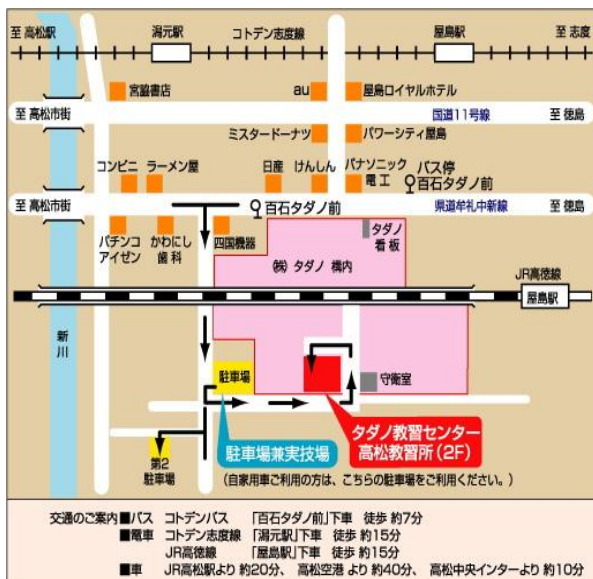 至 高松駅
潟元駅
コトデン志度線
屋島駅
至 志度
宮脇書店
au
屋島ロイヤルホテル
至 高松市街
国道11号線
至 徳島
ミスタードーナツ
パワーシティ屋島
コンビニ
ラーメン屋
日産
けんしん
パナソニック
電工
バス停
百石タダノ前
至 高松市街
百石タダノ前
県道牟礼中新線
至 徳島
パチンコ
アイゼン
かわにし
歯科
四国機器
タダノ
看板
㈱ タダノ 構内
JR高徳線
屋島駅
新川
駐車場
守衛室
駐車場兼実技場
タダノ教習センター
高松教習所(2F)
第2
駐車場
(自家用車ご利用の方は、こちらの駐車場をご利用ください。)
交通のご案内 ■バス コトデンバス 「百石タダノ前」下車 徒歩 約7分
■電車 コトデン志度線 「潟元駅」下車 徒歩 約15分
JR高徳線 「屋島駅」下車 徒歩 約15分
■車 JR高松駅より 約20分、 高松空港 より 約40分、 高松中央インターより 約10分